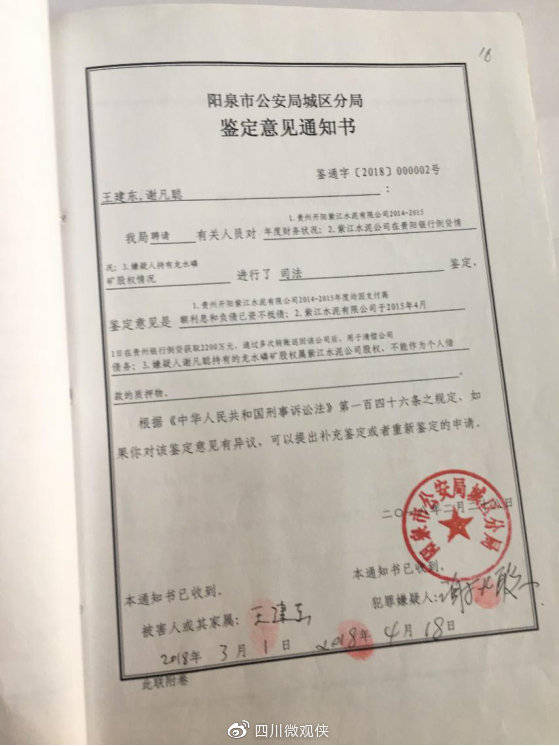 18
阳泉市公安局城区分局
鉴定意见通知书
鉴通字〔2018〕000002号
王建东,谢凡聪:
1.贵州开阳紫江水泥有限公司2014-2015
我局聘请 有关人员对 年度财务状况；2.紫江水泥公司在贵阳银行倒贷情
况；3.嫌疑人持有龙水磷
矿股权情况 进行了 司法 鉴定,
1.贵州开阳紫江水泥有限公司2014-2015年度均因支付高
鉴定意见是 额利息和负债已资不抵债；2.紫江水泥有限公司于2015年4月
1日在贵州银行倒贷获取2200万元，通过多次转账返回该公司后，用于清偿公司
债务；3.嫌疑人谢凡聪持有的龙水磷矿股权属紫江水泥公司股权，不能作为个人借
款的质押物.
根据《中华人民共和国刑事诉讼法》第一百四十六条之规定，如
果你对该鉴定意见有异议，可以提出补充鉴定或者重新鉴定的申请。
阳泉市公安局城区分局
二〇 年二月二 八日
本通知书已收到.
本通知书已收到.
犯罪嫌疑人:
被害人或其家属: 王建东
2018年3月1日
2018年4月18日
此联附卷
四川微观侠